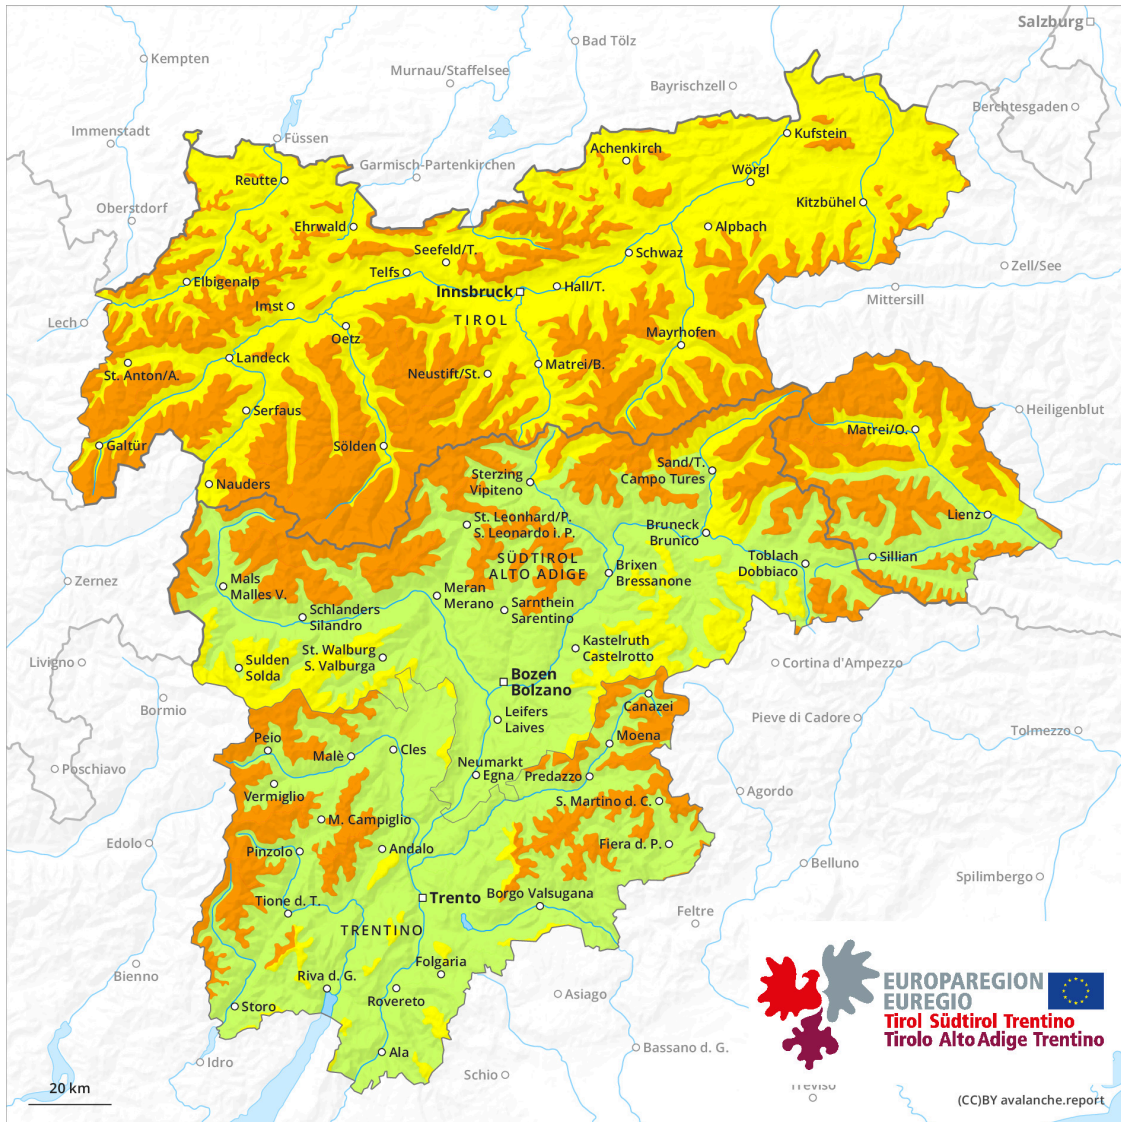 Salzburg
Bad Tölz
Kempten
Murnau/Staffelsee
Bayrischzell
Berchtesgaden
Immenstadt
Füssen
Kufstein
Achenkirch
Garmisch-Partenkirchen
Wörgl
Reutte
Kitzbühel
Oberstdorf
Ehrwald
Alpbach
Seefeld/T.
Schwaz
Zell/See
Telfs
Elbigenalp
Hall/T.
Innsbruck
Mittersill
Imst
TIROL
Lech
Oetz
Mayrhofen
Landeck
Matrei/B.
St. Anton/A.
Neustift/St.
Serfaus
Heiligenblut
Matrei/O.
Galtür
Sölden
Sand/T.
Campo Tures
Sterzing
Vipiteno
Nauders
Lienz
St. Leonhard/P.
S. Leonardo i. P.
Bruneck
Brunico
SÜDTIROL
ALTO ADIGE
Toblach
Dobbiaco
Sillian
Brixen
Bressanone
Zernez
Mals
Malles V.
Meran
Merano
Sarnthein
Sarentino
Schlanders
Silandro
Kastelruth
Castelrotto
St. Walburg
S. Valburga
Livigno
Sulden
Solda
Cortina d'Ampezzo
Bozen
Bolzano
Bormio
Canazei
Leifers
Laives
Pieve di Cadore
Tolmezzo
Moena
Peio
Cles
Malè
Neumarkt
Egna
Predazzo
Poschiavo
Vermiglio
Agordo
S. Martino d. C.
M. Campiglio
Edolo
Pinzolo
Andalo
Fiera d. P.
Belluno
Spilimbergo
Trento
Borgo Valsugana
Tione d. T.
Feltre
TRENTINO
Folgaria
Bienno
Riva d. G.
Rovereto
Asiago
Storo
EUROPAREGION
EUREGIO
Tirol Südtirol Trentino
Tirolo Alto Adige Trentino
Ala
Bassano d. G.
Idro
Schio
Treviso
20 km
(CC)BY avalanche.report